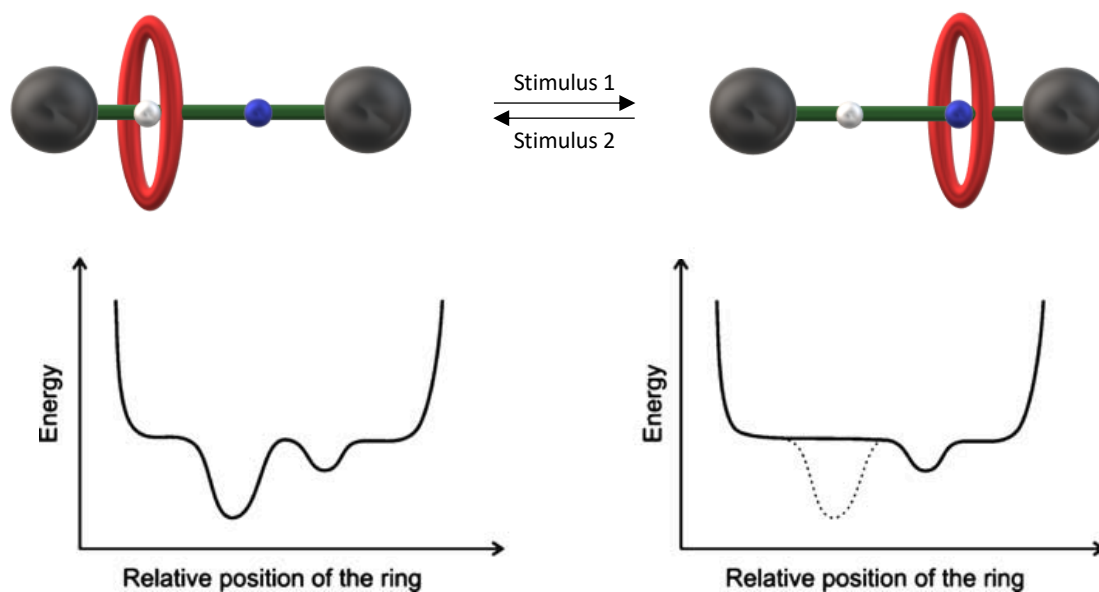 Stimulus 1
Stimulus 2
Energy
Relative position of the ring
Energy
Relative position of the ring